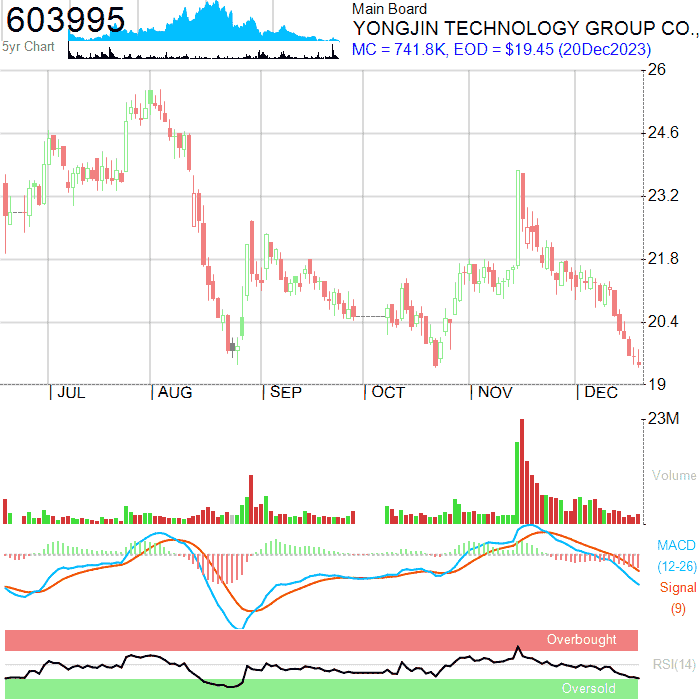 603995
5yr Chart
Main Board
YONGJIN TECHNOLOGY GROUP CO.,
MC = 741.8K, EOD = $19.45 (20Dec2023)
26
24.6
23.2
21.8
20.4
19
JUL
AUG
SEP
OCT
NOV
DEC
23M
Volume
MACD
(12-26)
Signal
(9)
Overbought
RSI(14)
Oversold